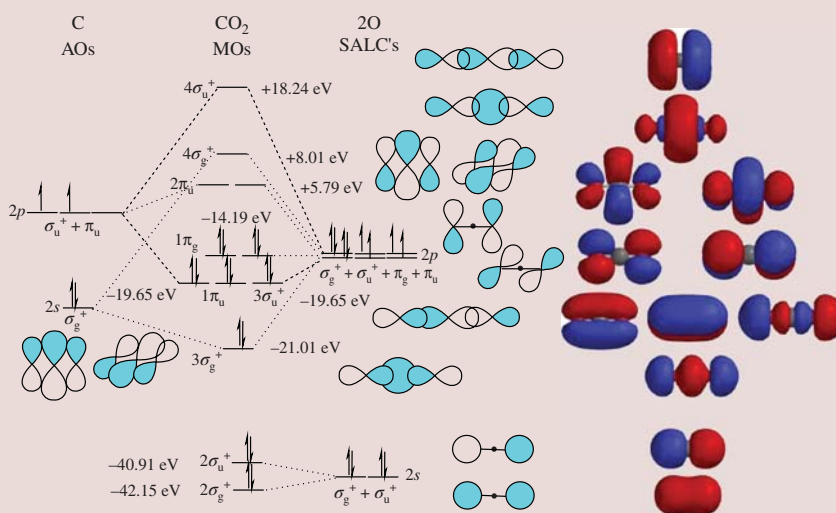 C CO₂ 2O
AOs MOs SALC's
4σᵤ⁺ +18.24 eV
4σg⁺ +8.01 eV
2πᵤ +5.79 eV
2p
σᵤ⁺ + πᵤ
−14.19 eV
1πg
2p
σg⁺ + σᵤ⁺ + πg + πᵤ
−19.65 eV 1πᵤ 3σᵤ⁺ −19.65 eV
2s
σg⁺
3σg⁺ −21.01 eV
−40.91 eV 2σᵤ⁺
2s
−42.15 eV 2σg⁺
σg⁺ + σᵤ⁺